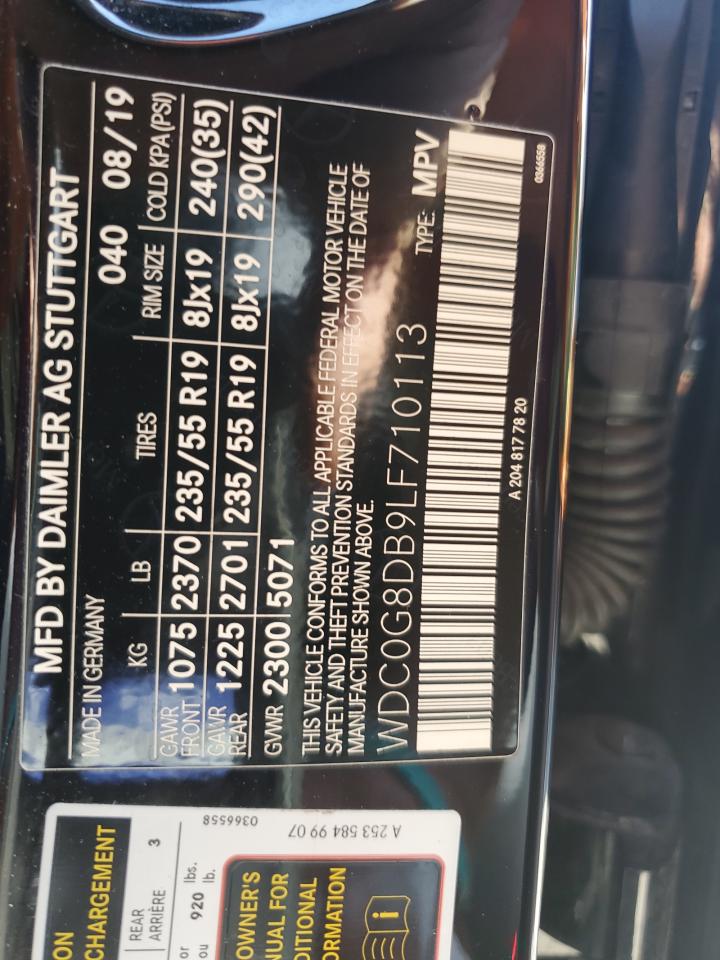 MFD BY DAIMLER AG STUTTGART
MADE IN GERMANY 040 08/19
KG LB TIRES RIM SIZE COLD KPA (PSI)
GAWR FRONT 1075 2370 235/55 R19 8Jx19 240(35)
GAWR REAR 1225 2701 235/55 R19 8Jx19 290(42)
GVWR 2300 5071
THIS VEHICLE CONFORMS TO ALL APPLICABLE FEDERAL MOTOR VEHICLE
SAFETY AND THEFT PREVENTION STANDARDS IN EFFECT ON THE DATE OF
MANUFACTURE SHOWN ABOVE.
WDC0G8DB9LF710113 TYPE: MPV
A 204 817 78 20
0366558
ON
CHARGEMENT
REAR
ARRIÈRE 3
or
ou 920 lbs.
lb.
OWNER'S
NUAL FOR
DITIONAL
ORMATION
i
A 253 584 99 07
0366558